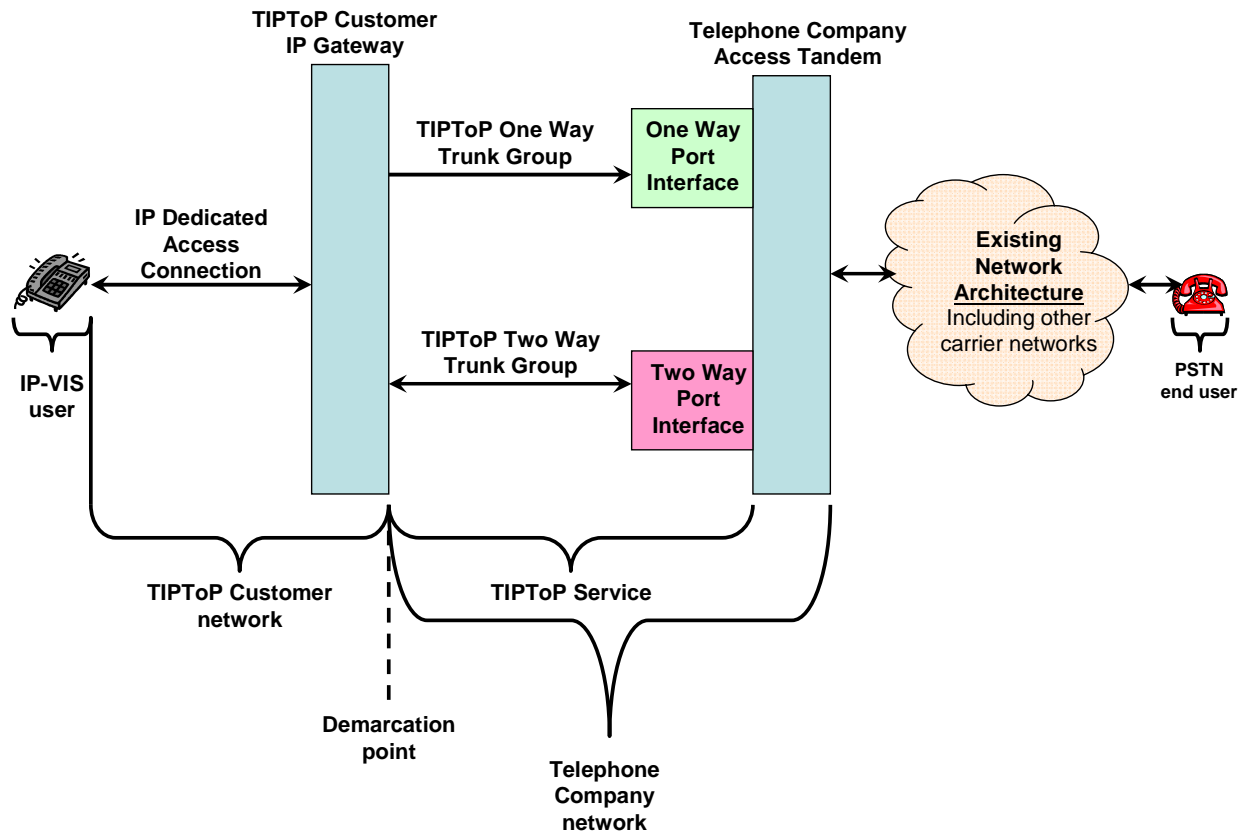 TIPToP Customer
IP Gateway
Telephone Company
Access Tandem
TIPToP One Way
Trunk Group
One Way
Port
Interface
IP Dedicated
Access
Connection
Existing
Network
Architecture
Including other
carrier networks
TIPToP Two Way
Trunk Group
Two Way
Port
Interface
IP-VIS
user
PSTN
end user
TIPToP Customer
network
TIPToP Service
Demarcation
point
Telephone
Company
network